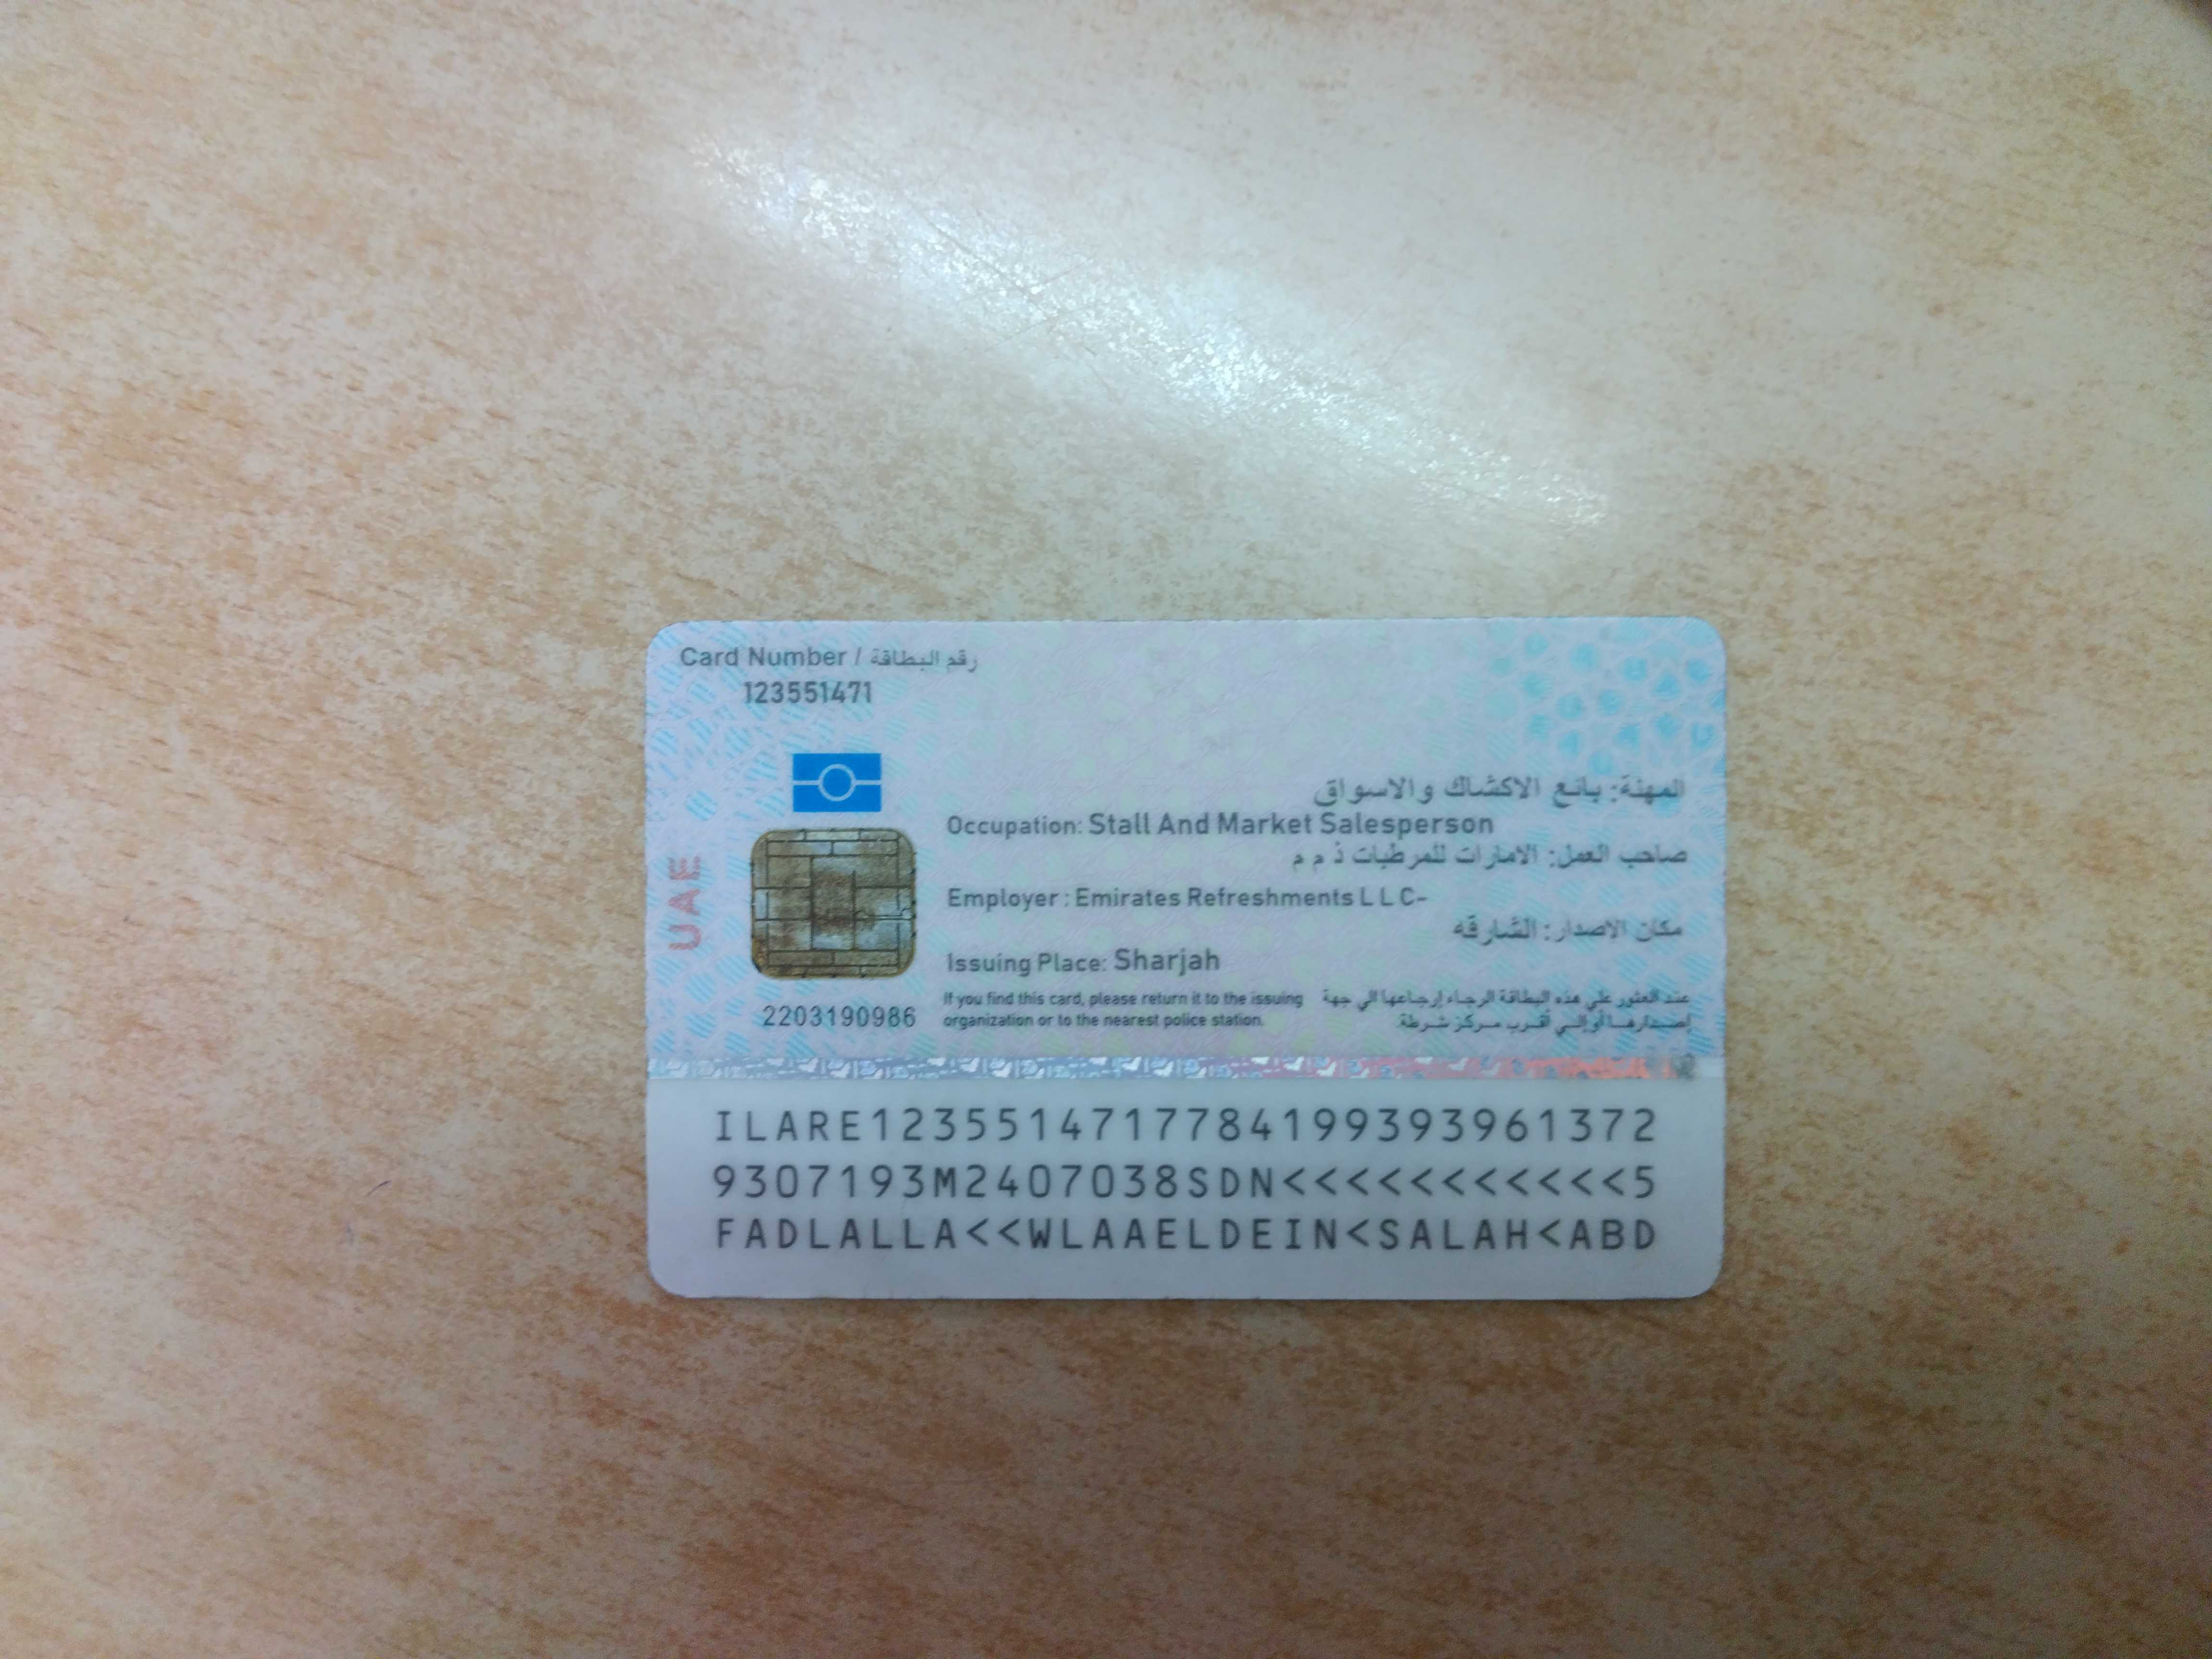 Card Number / رقم البطاقة
123551471
المهنة: بائع الاكشاك والاسواق
Occupation: Stall And Market Salesperson
صاحب العمل: الامارات للمرطبات ذ م م
Employer : Emirates Refreshments L L C-
مكان الاصدار: الشارقه
Issuing Place: Sharjah
UAE
2203190986
If you find this card, please return it to the issuing
organization or to the nearest police station.
عند العثور علي هذه البطاقة الرجاء إرجاعها الي جهة
إصدارها أو إلي أقرب مركز شرطة
ILARE1235514717784199393961372
9307193M2407038SDN<<<<<<<<<<<5
FADLALLA<<WLAAELDEIN<SALAH<ABD